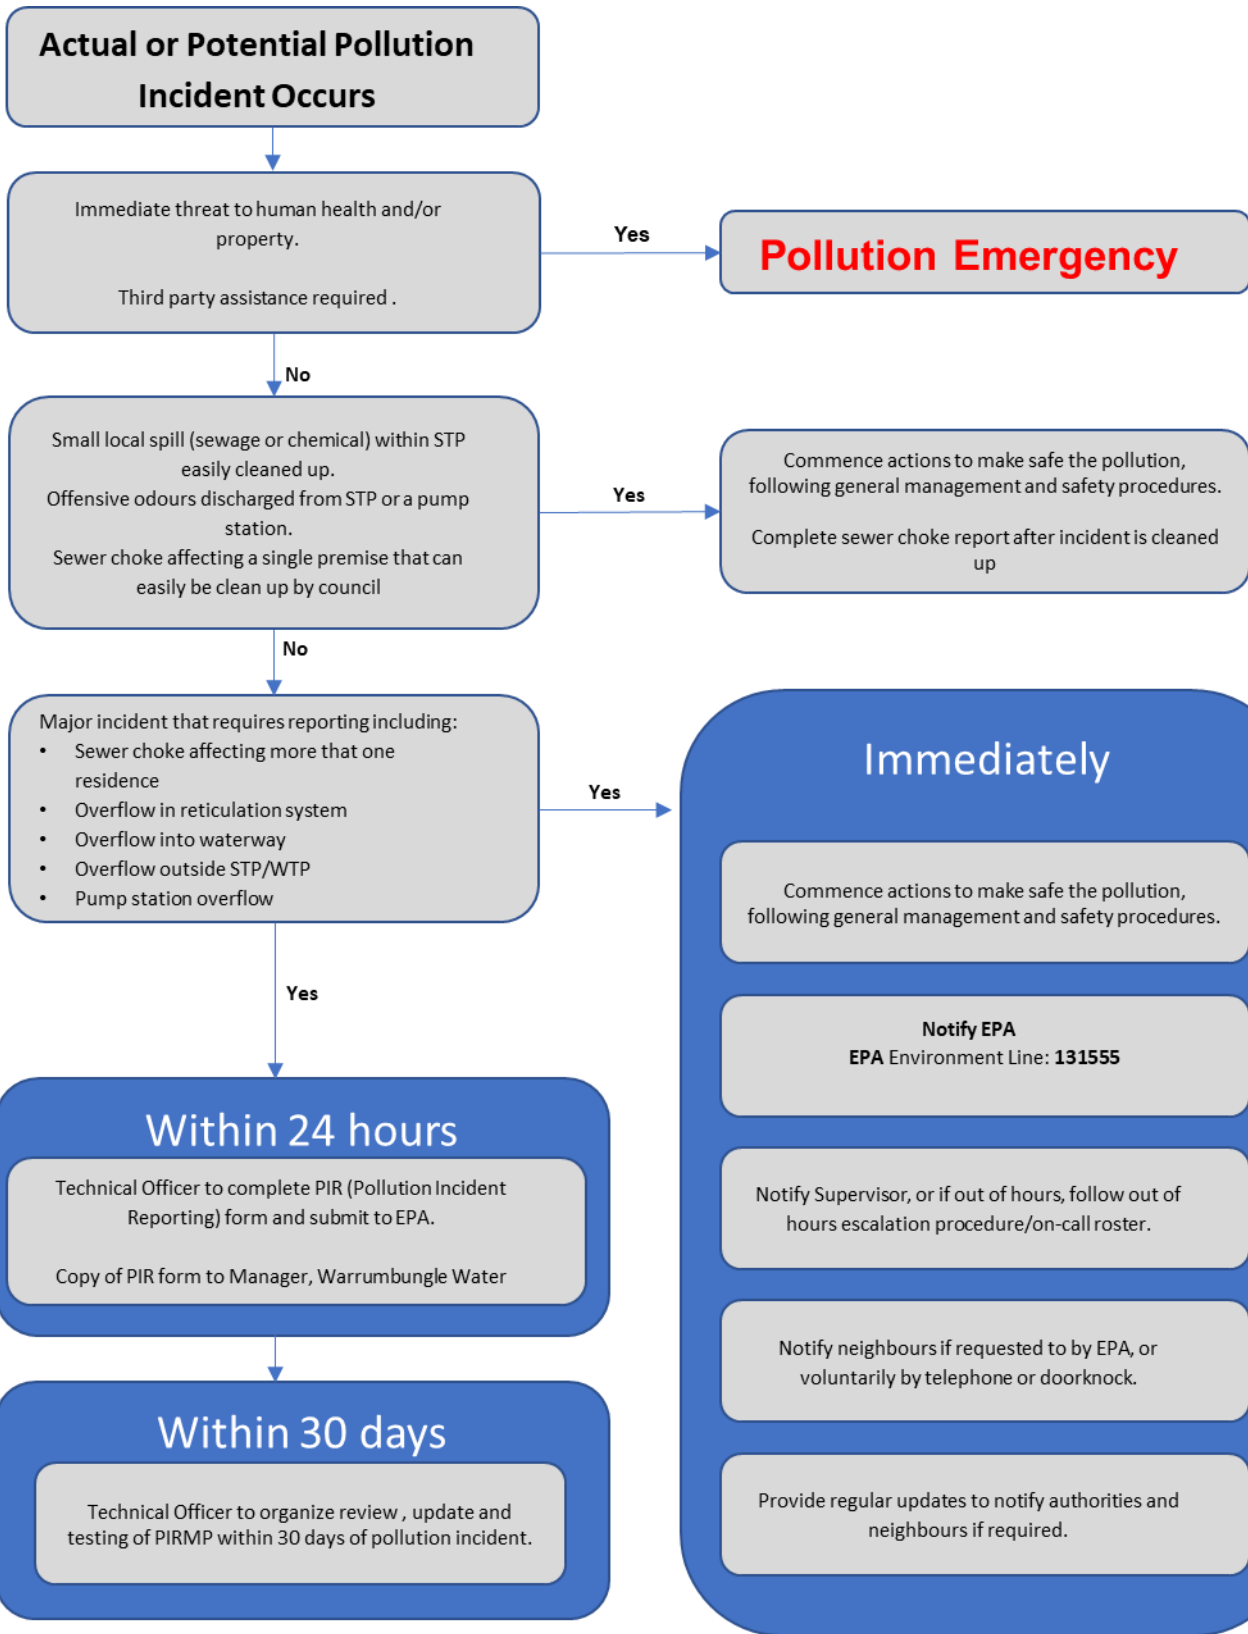 Actual or Potential Pollution
Incident Occurs
Immediate threat to human health and/or
property.
Third party assistance required .
Yes
Pollution Emergency
No
Small local spill (sewage or chemical) within STP
easily cleaned up.
Offensive odours discharged from STP or a pump
station.
Sewer choke affecting a single premise that can
easily be clean up by council
Yes
Commence actions to make safe the pollution,
following general management and safety procedures.
Complete sewer choke report after incident is cleaned
up
No
Major incident that requires reporting including:
• Sewer choke affecting more that one
residence
• Overflow in reticulation system
• Overflow into waterway
• Overflow outside STP/WTP
• Pump station overflow
Yes
Immediately
Commence actions to make safe the pollution,
following general management and safety procedures.
Notify EPA
EPA Environment Line: 131555
Notify Supervisor, or if out of hours, follow out of
hours escalation procedure/on-call roster.
Notify neighbours if requested to by EPA, or
voluntarily by telephone or doorknock.
Provide regular updates to notify authorities and
neighbours if required.
Yes
Within 24 hours
Technical Officer to complete PIR (Pollution Incident
Reporting) form and submit to EPA.
Copy of PIR form to Manager, Warrumbungle Water
Within 30 days
Technical Officer to organize review , update and
testing of PIRMP within 30 days of pollution incident.